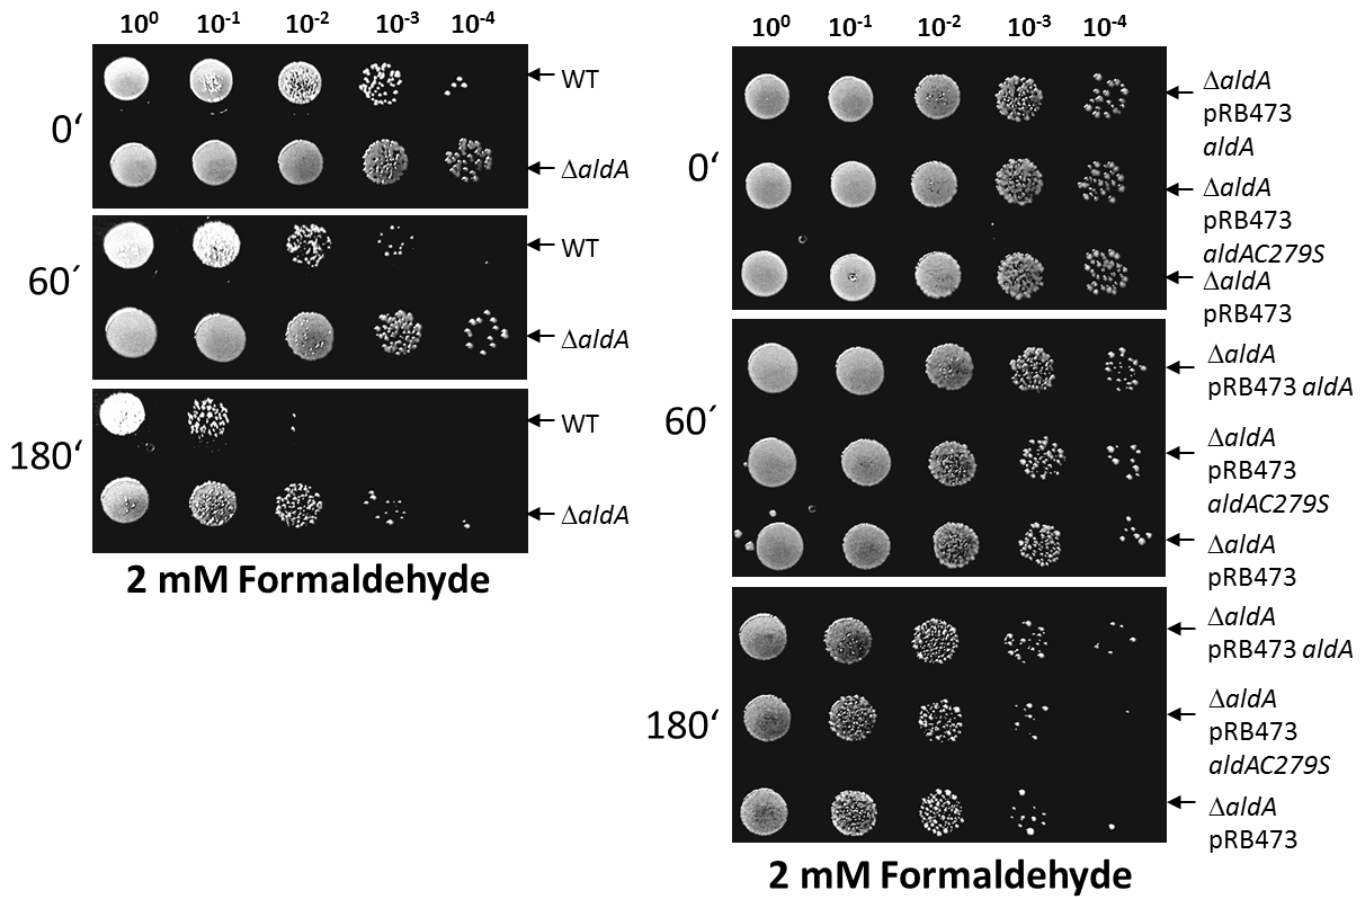 10⁰ 10⁻¹ 10⁻² 10⁻³ 10⁻⁴
0′
WT
ΔaldA
60′
WT
ΔaldA
180′
WT
ΔaldA
2 mM Formaldehyde
10⁰ 10⁻¹ 10⁻² 10⁻³ 10⁻⁴
0′
ΔaldA
pRB473
aldA
ΔaldA
pRB473
aldAC279S
ΔaldA
pRB473
60′
ΔaldA
pRB473 aldA
ΔaldA
pRB473
aldAC279S
ΔaldA
pRB473
180′
ΔaldA
pRB473 aldA
ΔaldA
pRB473
aldAC279S
ΔaldA
pRB473
2 mM Formaldehyde